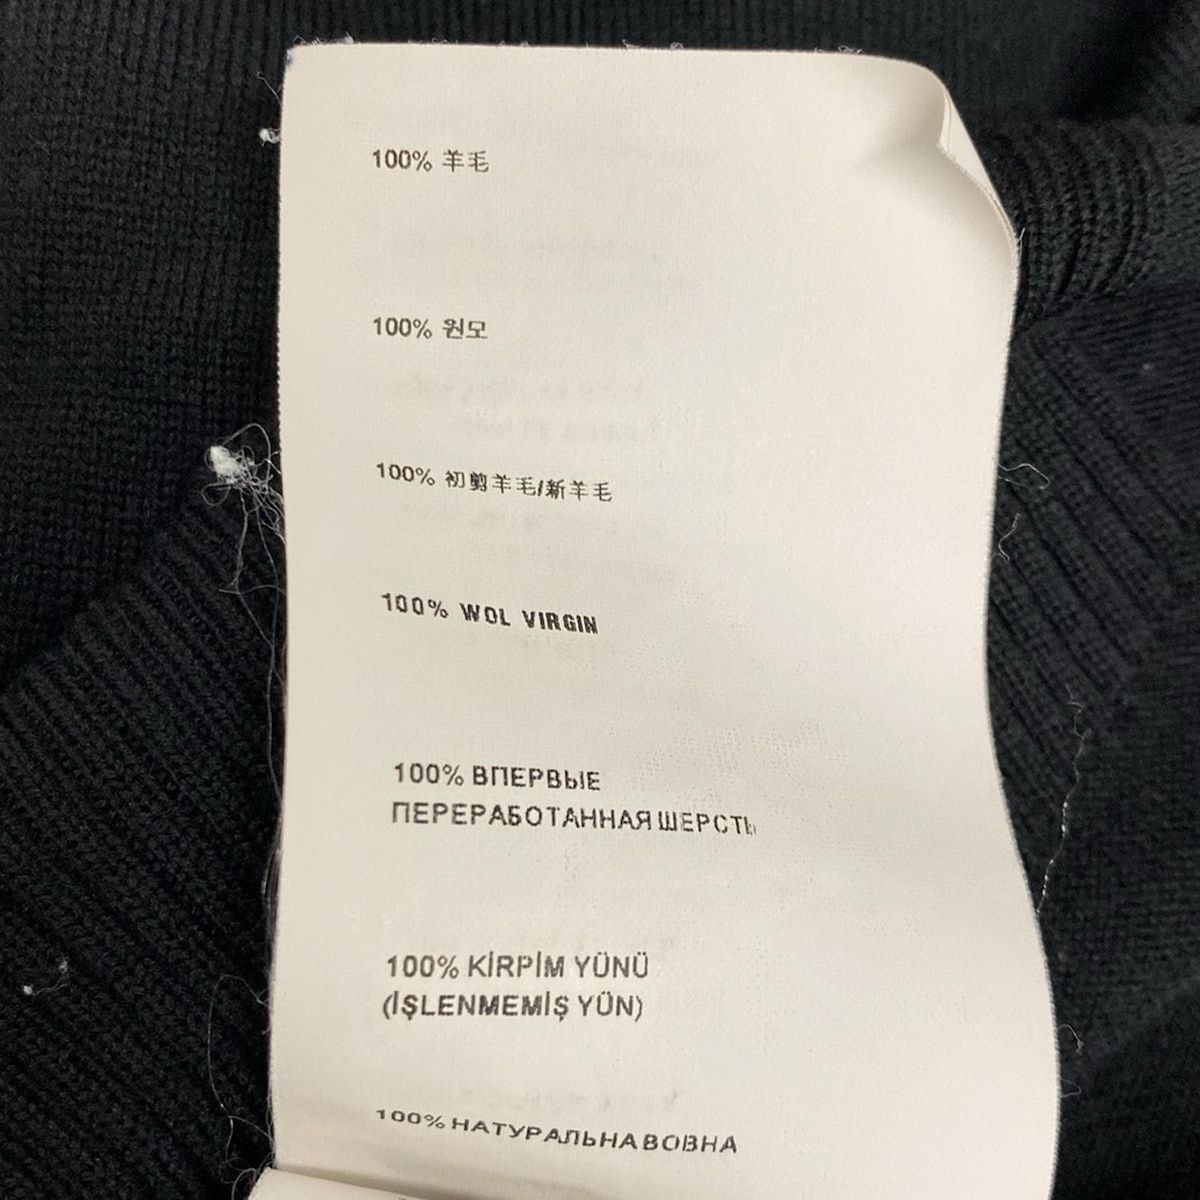 100% 羊毛
100% 원모
100% 初剪羊毛/新羊毛
100% WOL VIRGIN
100% ВПЕРВЫЕ
ПЕРЕРАБОТАННАЯ ШЕРСТЬ
100% KİRPİM YÜNÜ
(İŞLENMEMİŞ YÜN)
100% НАТУРАЛЬНА ВОВНА